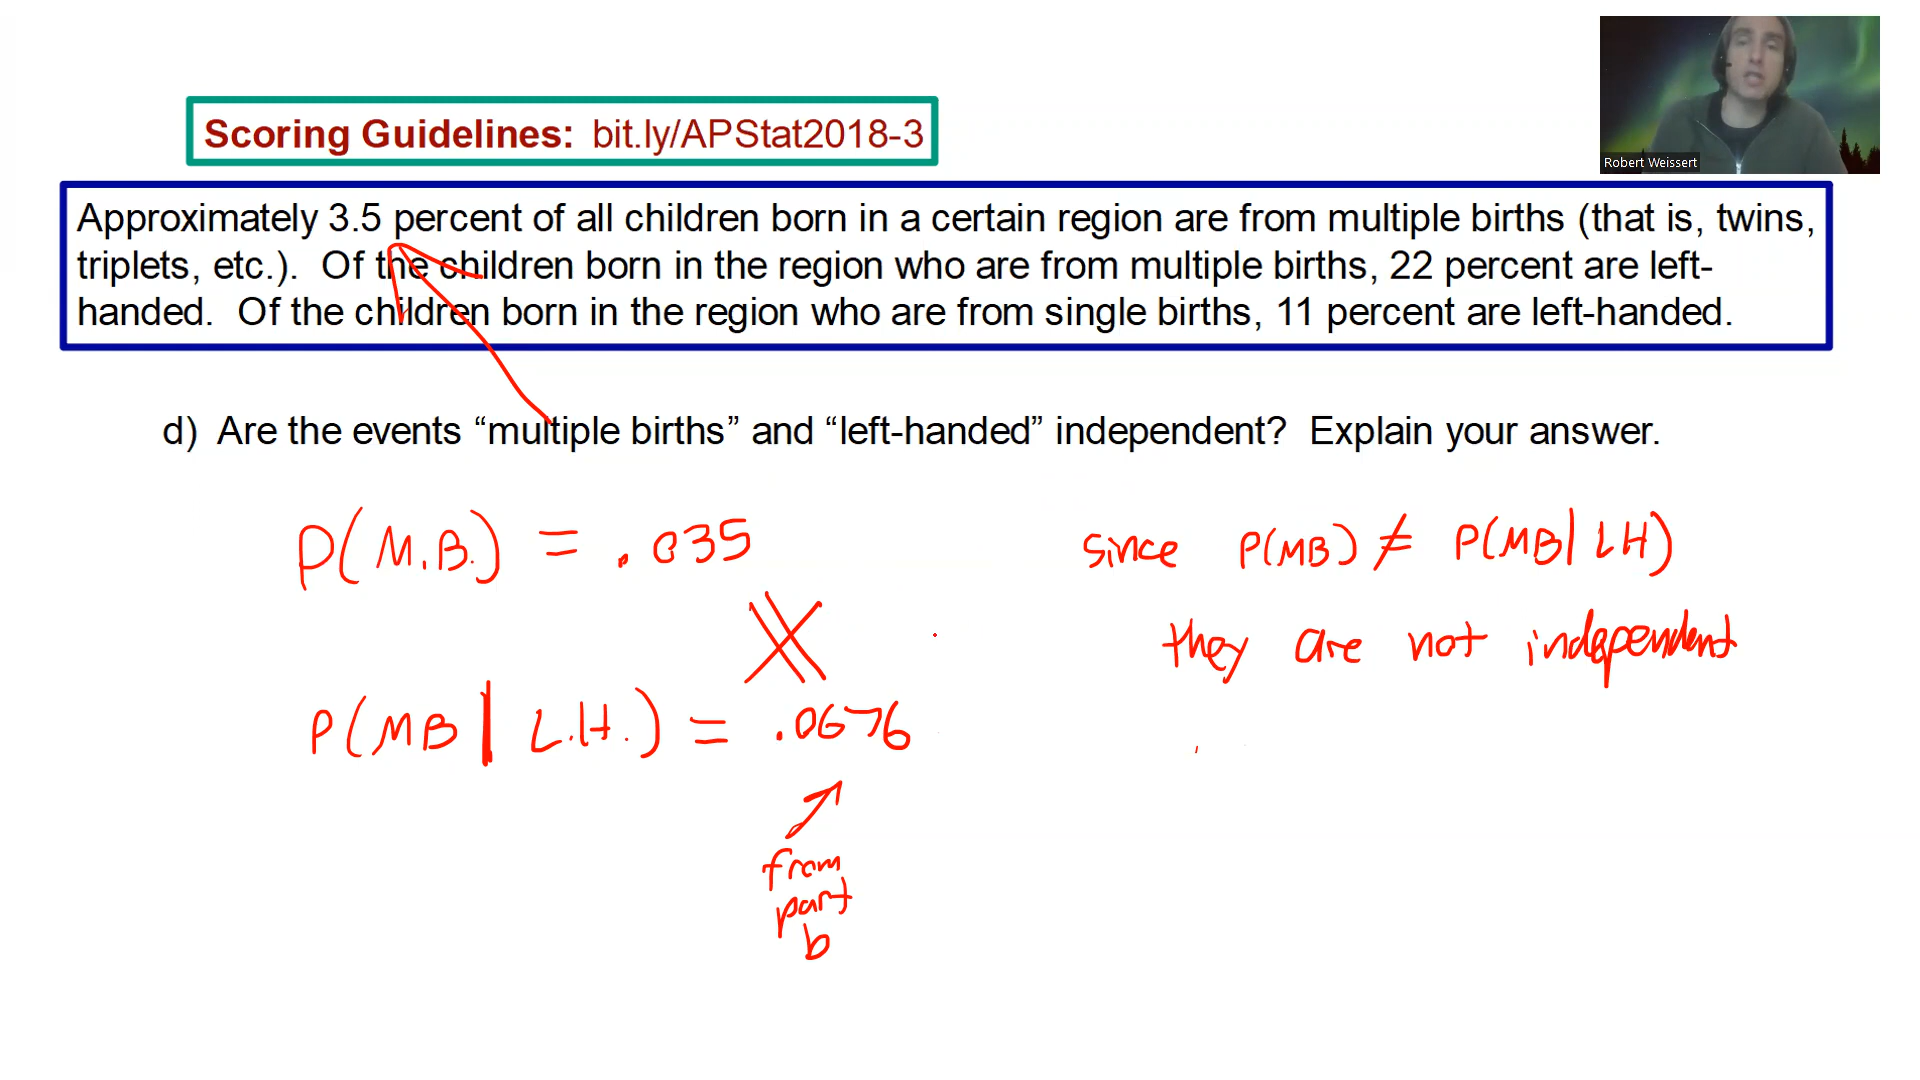 Robert Weissert
Scoring Guidelines: bit.ly/APStat2018-3
Approximately 3.5 percent of all children born in a certain region are from multiple births (that is, twins,
triplets, etc.). Of the children born in the region who are from multiple births, 22 percent are left-
handed. Of the children born in the region who are from single births, 11 percent are left-handed.
d) Are the events “multiple births” and “left-handed” independent? Explain your answer.
P(M.B.) = .035
P(MB | L.H.) = .0676
from
part
b
since P(MB) ≠ P(MB | LH)
they are not independent